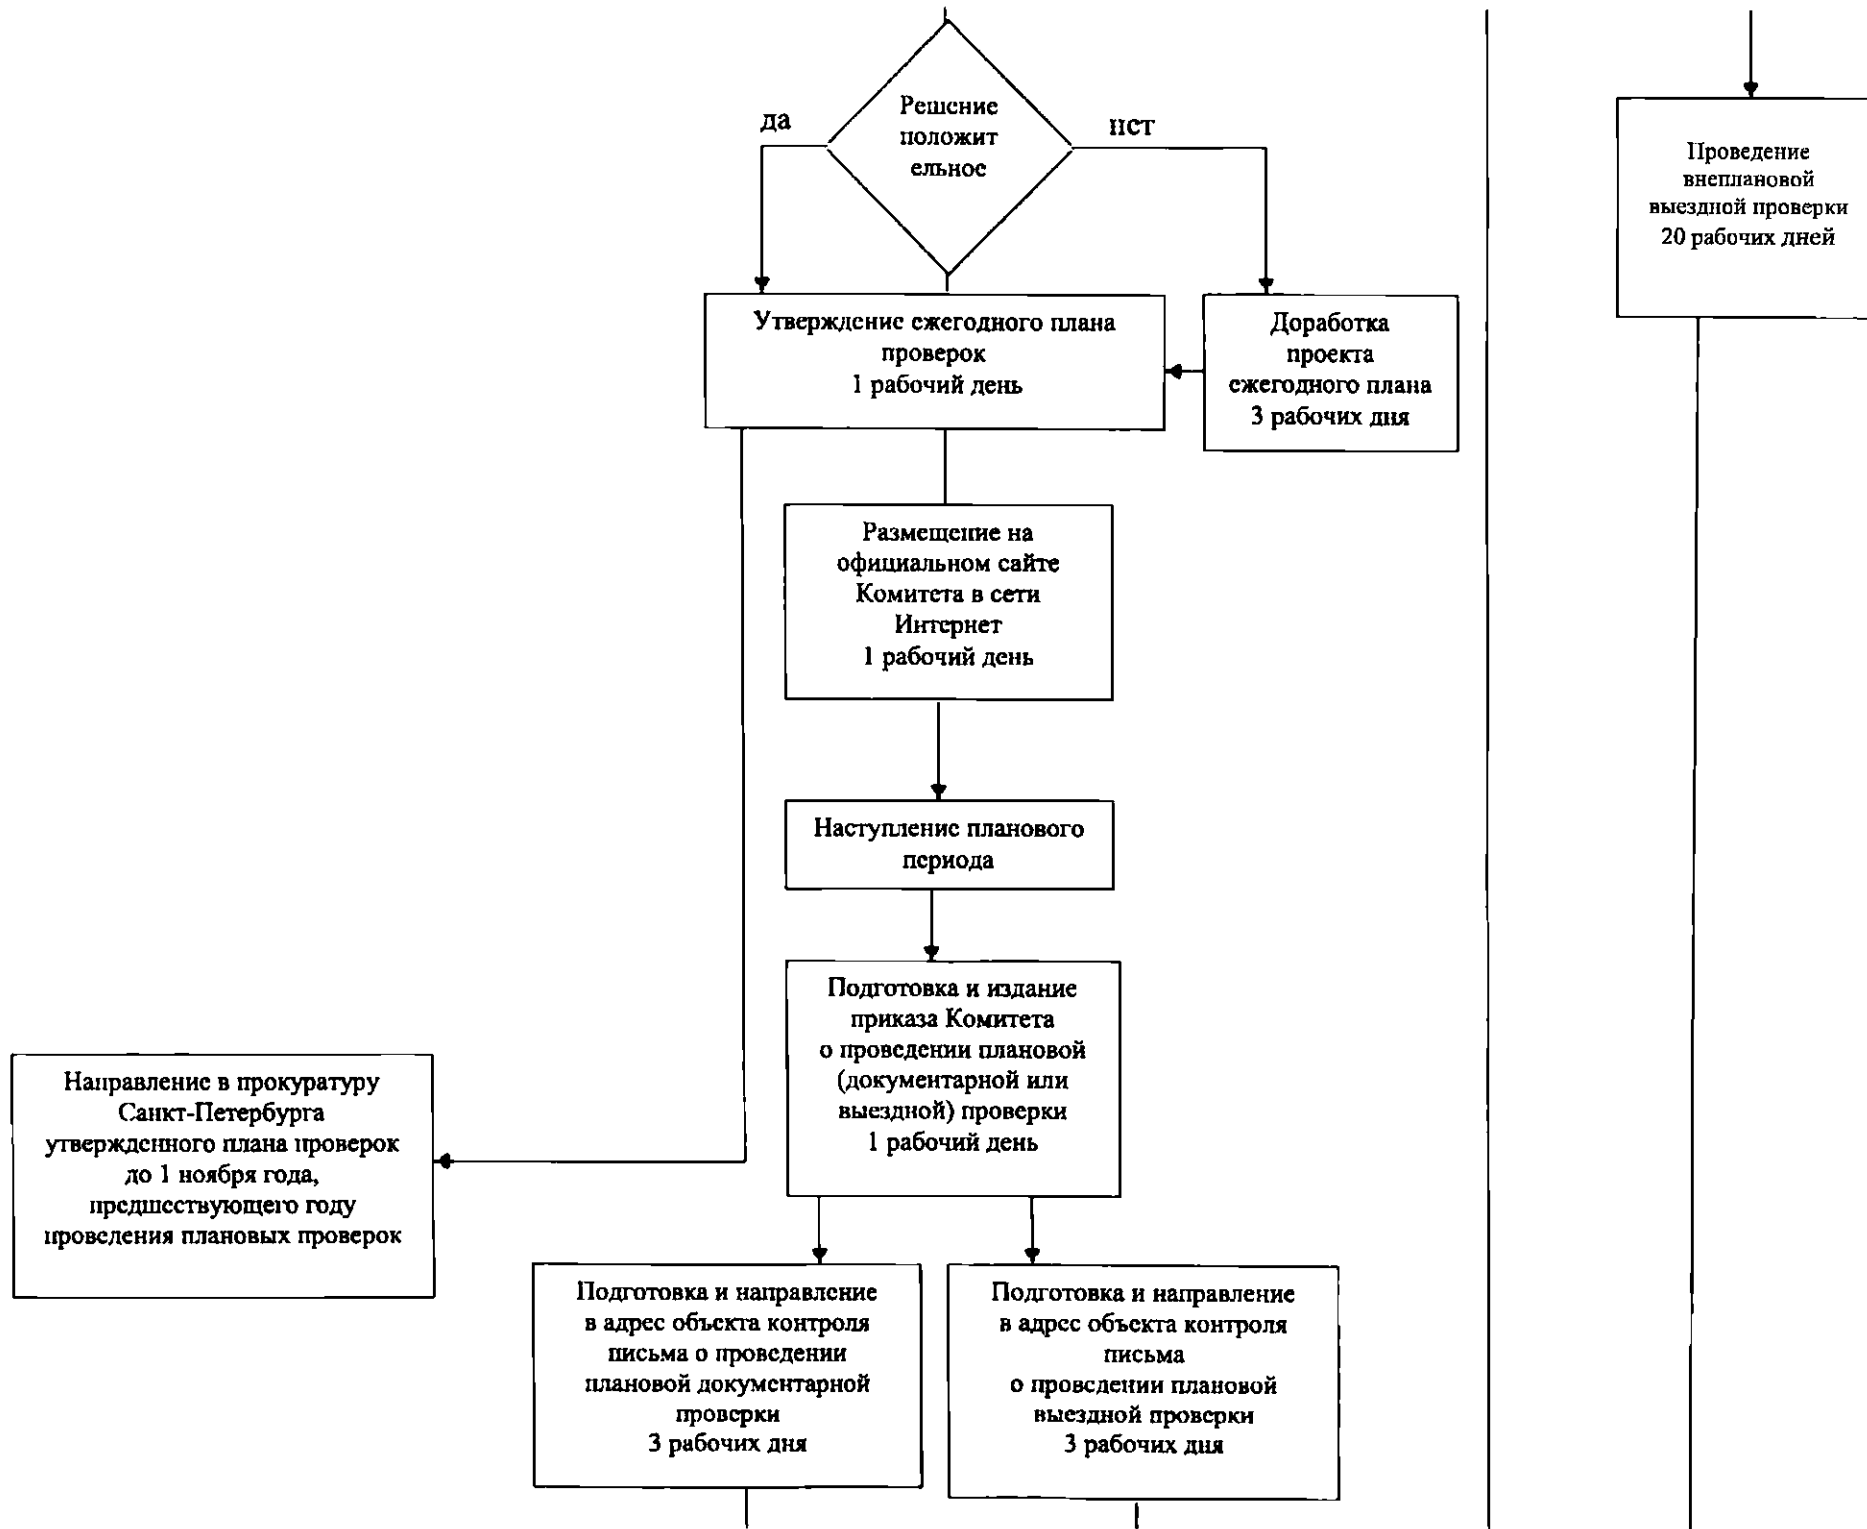 Решение
положит
ельное
да
нет
Проведение
внеплановой
выездной проверки
20 рабочих дней
Утверждение ежегодного плана
проверок
1 рабочий день
Доработка
проекта
ежегодного плана
3 рабочих дня
Размещение на
официальном сайте
Комитета в сети
Интернет
1 рабочий день
Наступление планового
периода
Подготовка и издание
приказа Комитета
о проведении плановой
(документарной или
выездной) проверки
1 рабочий день
Направление в прокуратуру
Санкт-Петербурга
утвержденного плана проверок
до 1 ноября года,
предшествующего году
проведения плановых проверок
Подготовка и направление
в адрес объекта контроля
письма о проведении
плановой документарной
проверки
3 рабочих дня
Подготовка и направление
в адрес объекта контроля
письма
о проведении плановой
выездной проверки
3 рабочих дня